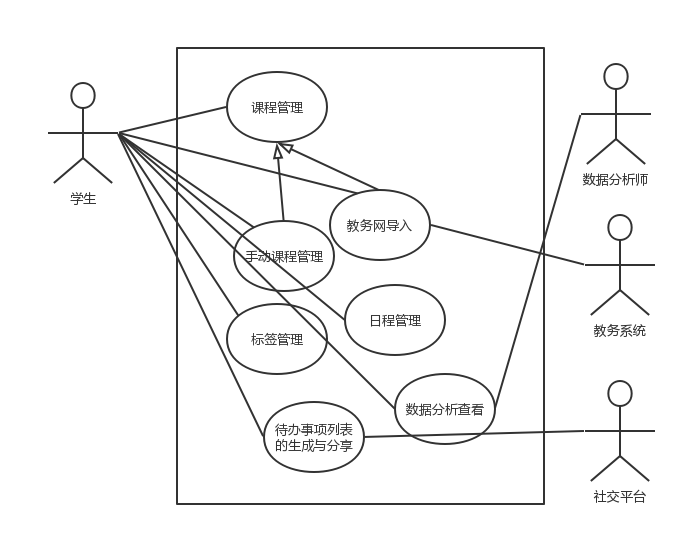 课程管理
数据分析师
学生
教务网导入
手动课程管理
日程管理
教务系统
标签管理
数据分析查看
待办事项列表
的生成与分享
社交平台